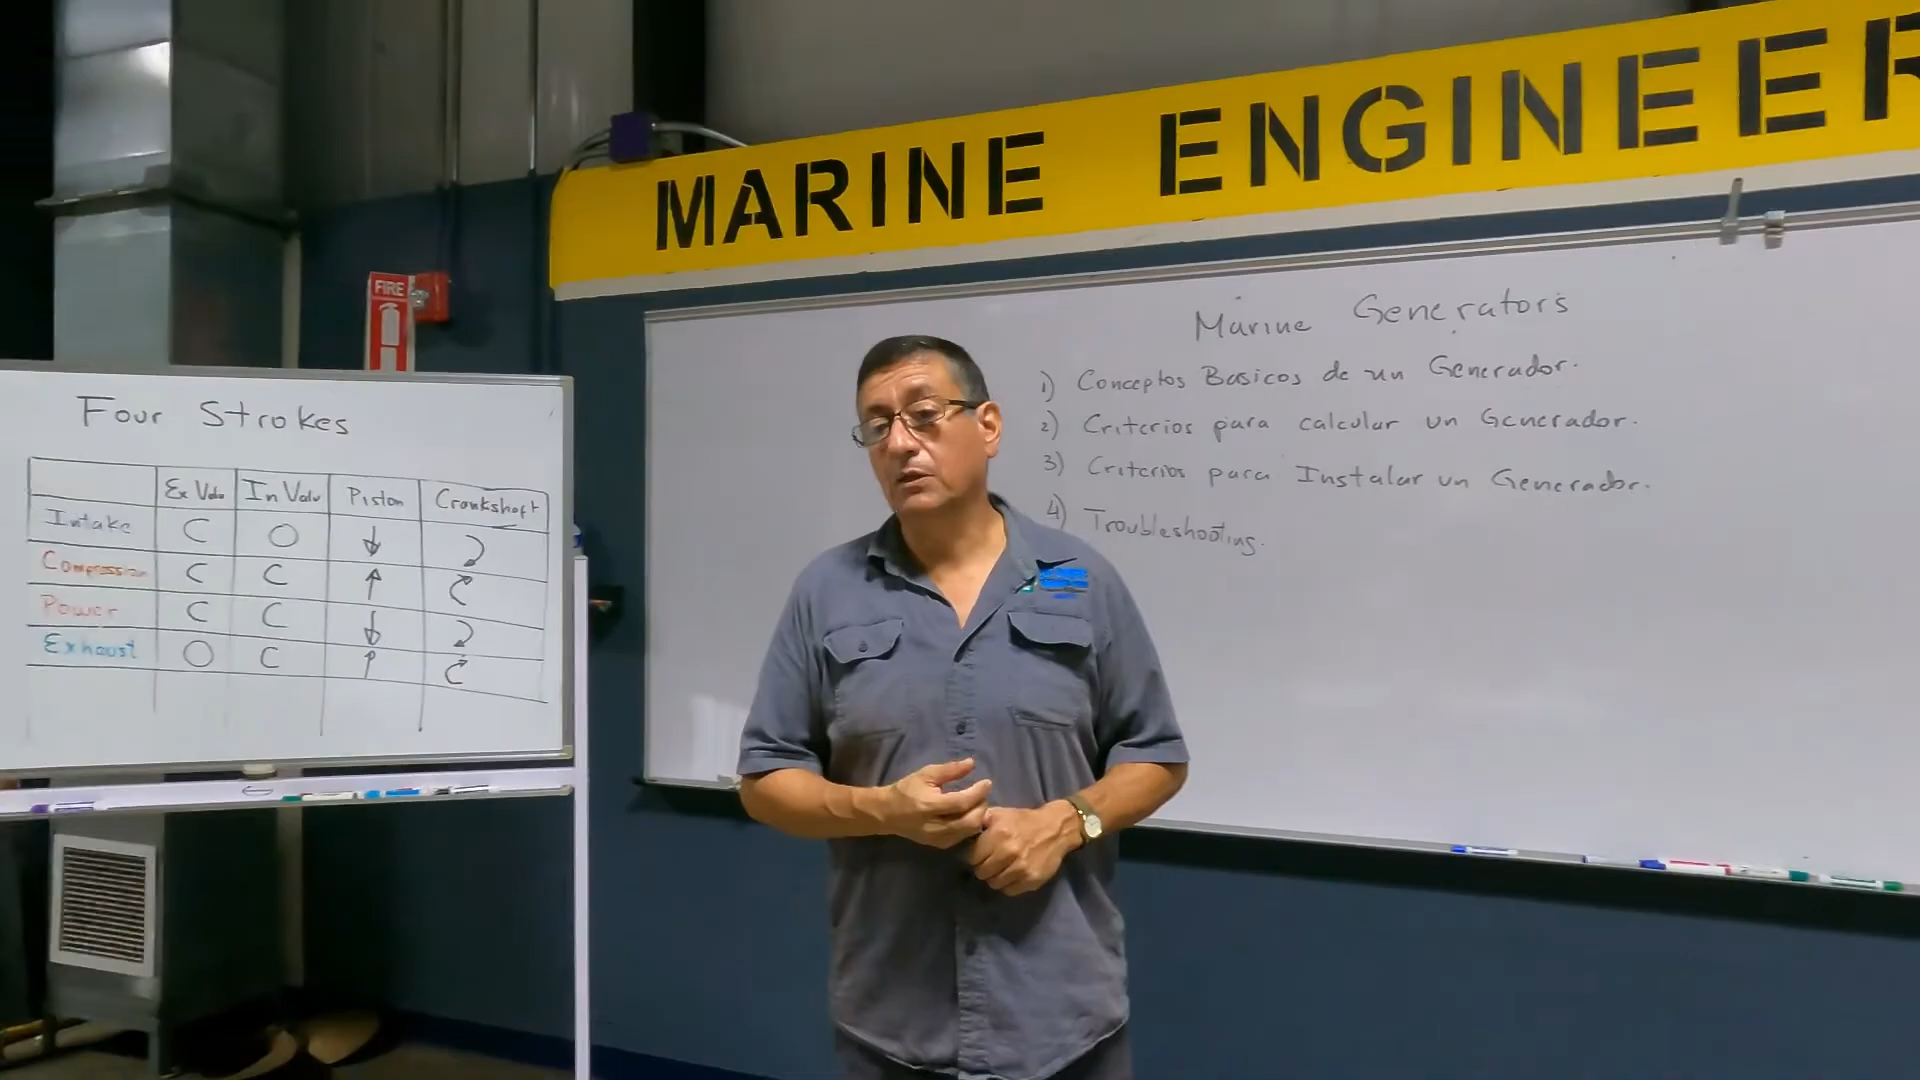 MARINE ENGINEER
FIRE
Four Strokes
Ex Valv In Valv Piston Crankshaft
Intake C O ↓
Compression C C ↑
Power C C ↓
Exhaust O C ↑
Marine Generators
1) Conceptos Basicos de un Generador.
2) Criterios para calcular un Generador.
3) Criterios para Instalar un Generador.
4) Troubleshooting.